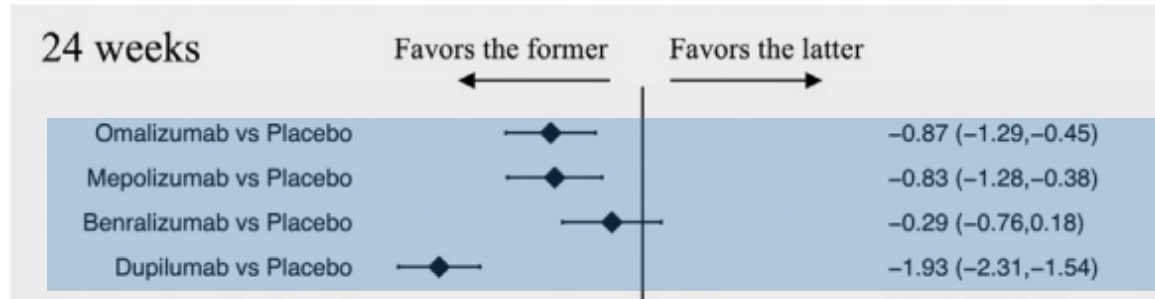 24 weeks
Favors the former
Favors the latter
Omalizumab vs Placebo −0.87 (−1.29,−0.45)
Mepolizumab vs Placebo −0.83 (−1.28,−0.38)
Benralizumab vs Placebo −0.29 (−0.76,0.18)
Dupilumab vs Placebo −1.93 (−2.31,−1.54)